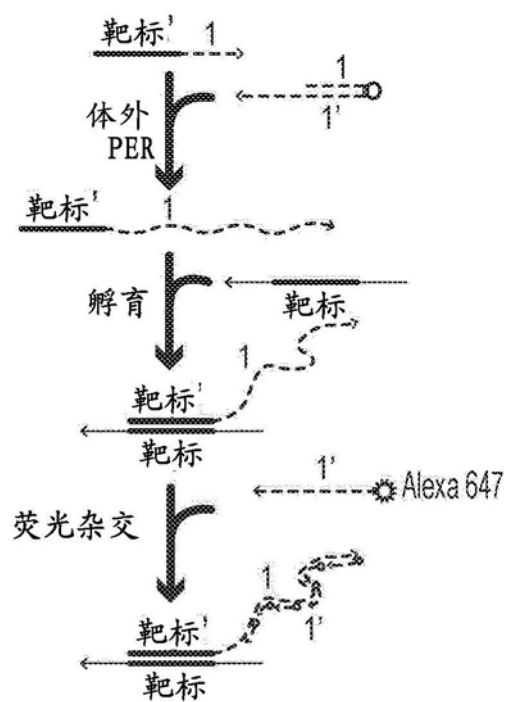 靶标' 1
1
体外 1'
PER
靶标' 1
孵育 靶标
1
靶标'
靶标
1' Alexa 647
荧光杂交
1
靶标' 1'
靶标